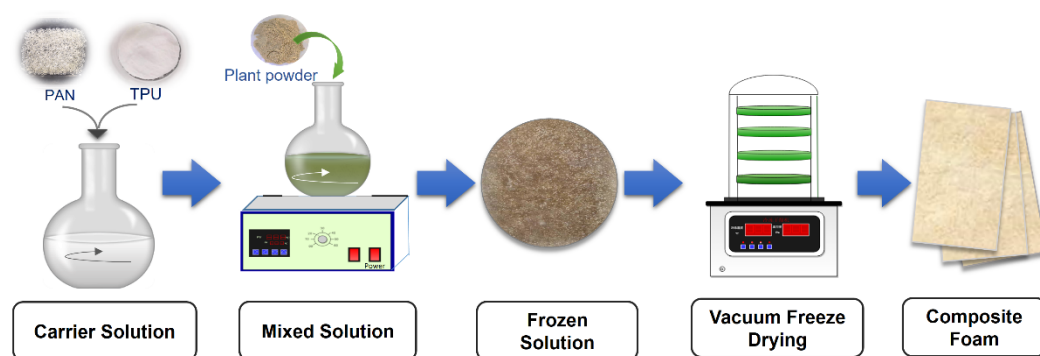 PAN
TPU
Plant powder
Power
Carrier Solution
Mixed Solution
Frozen
Solution
Vacuum Freeze
Drying
Composite
Foam